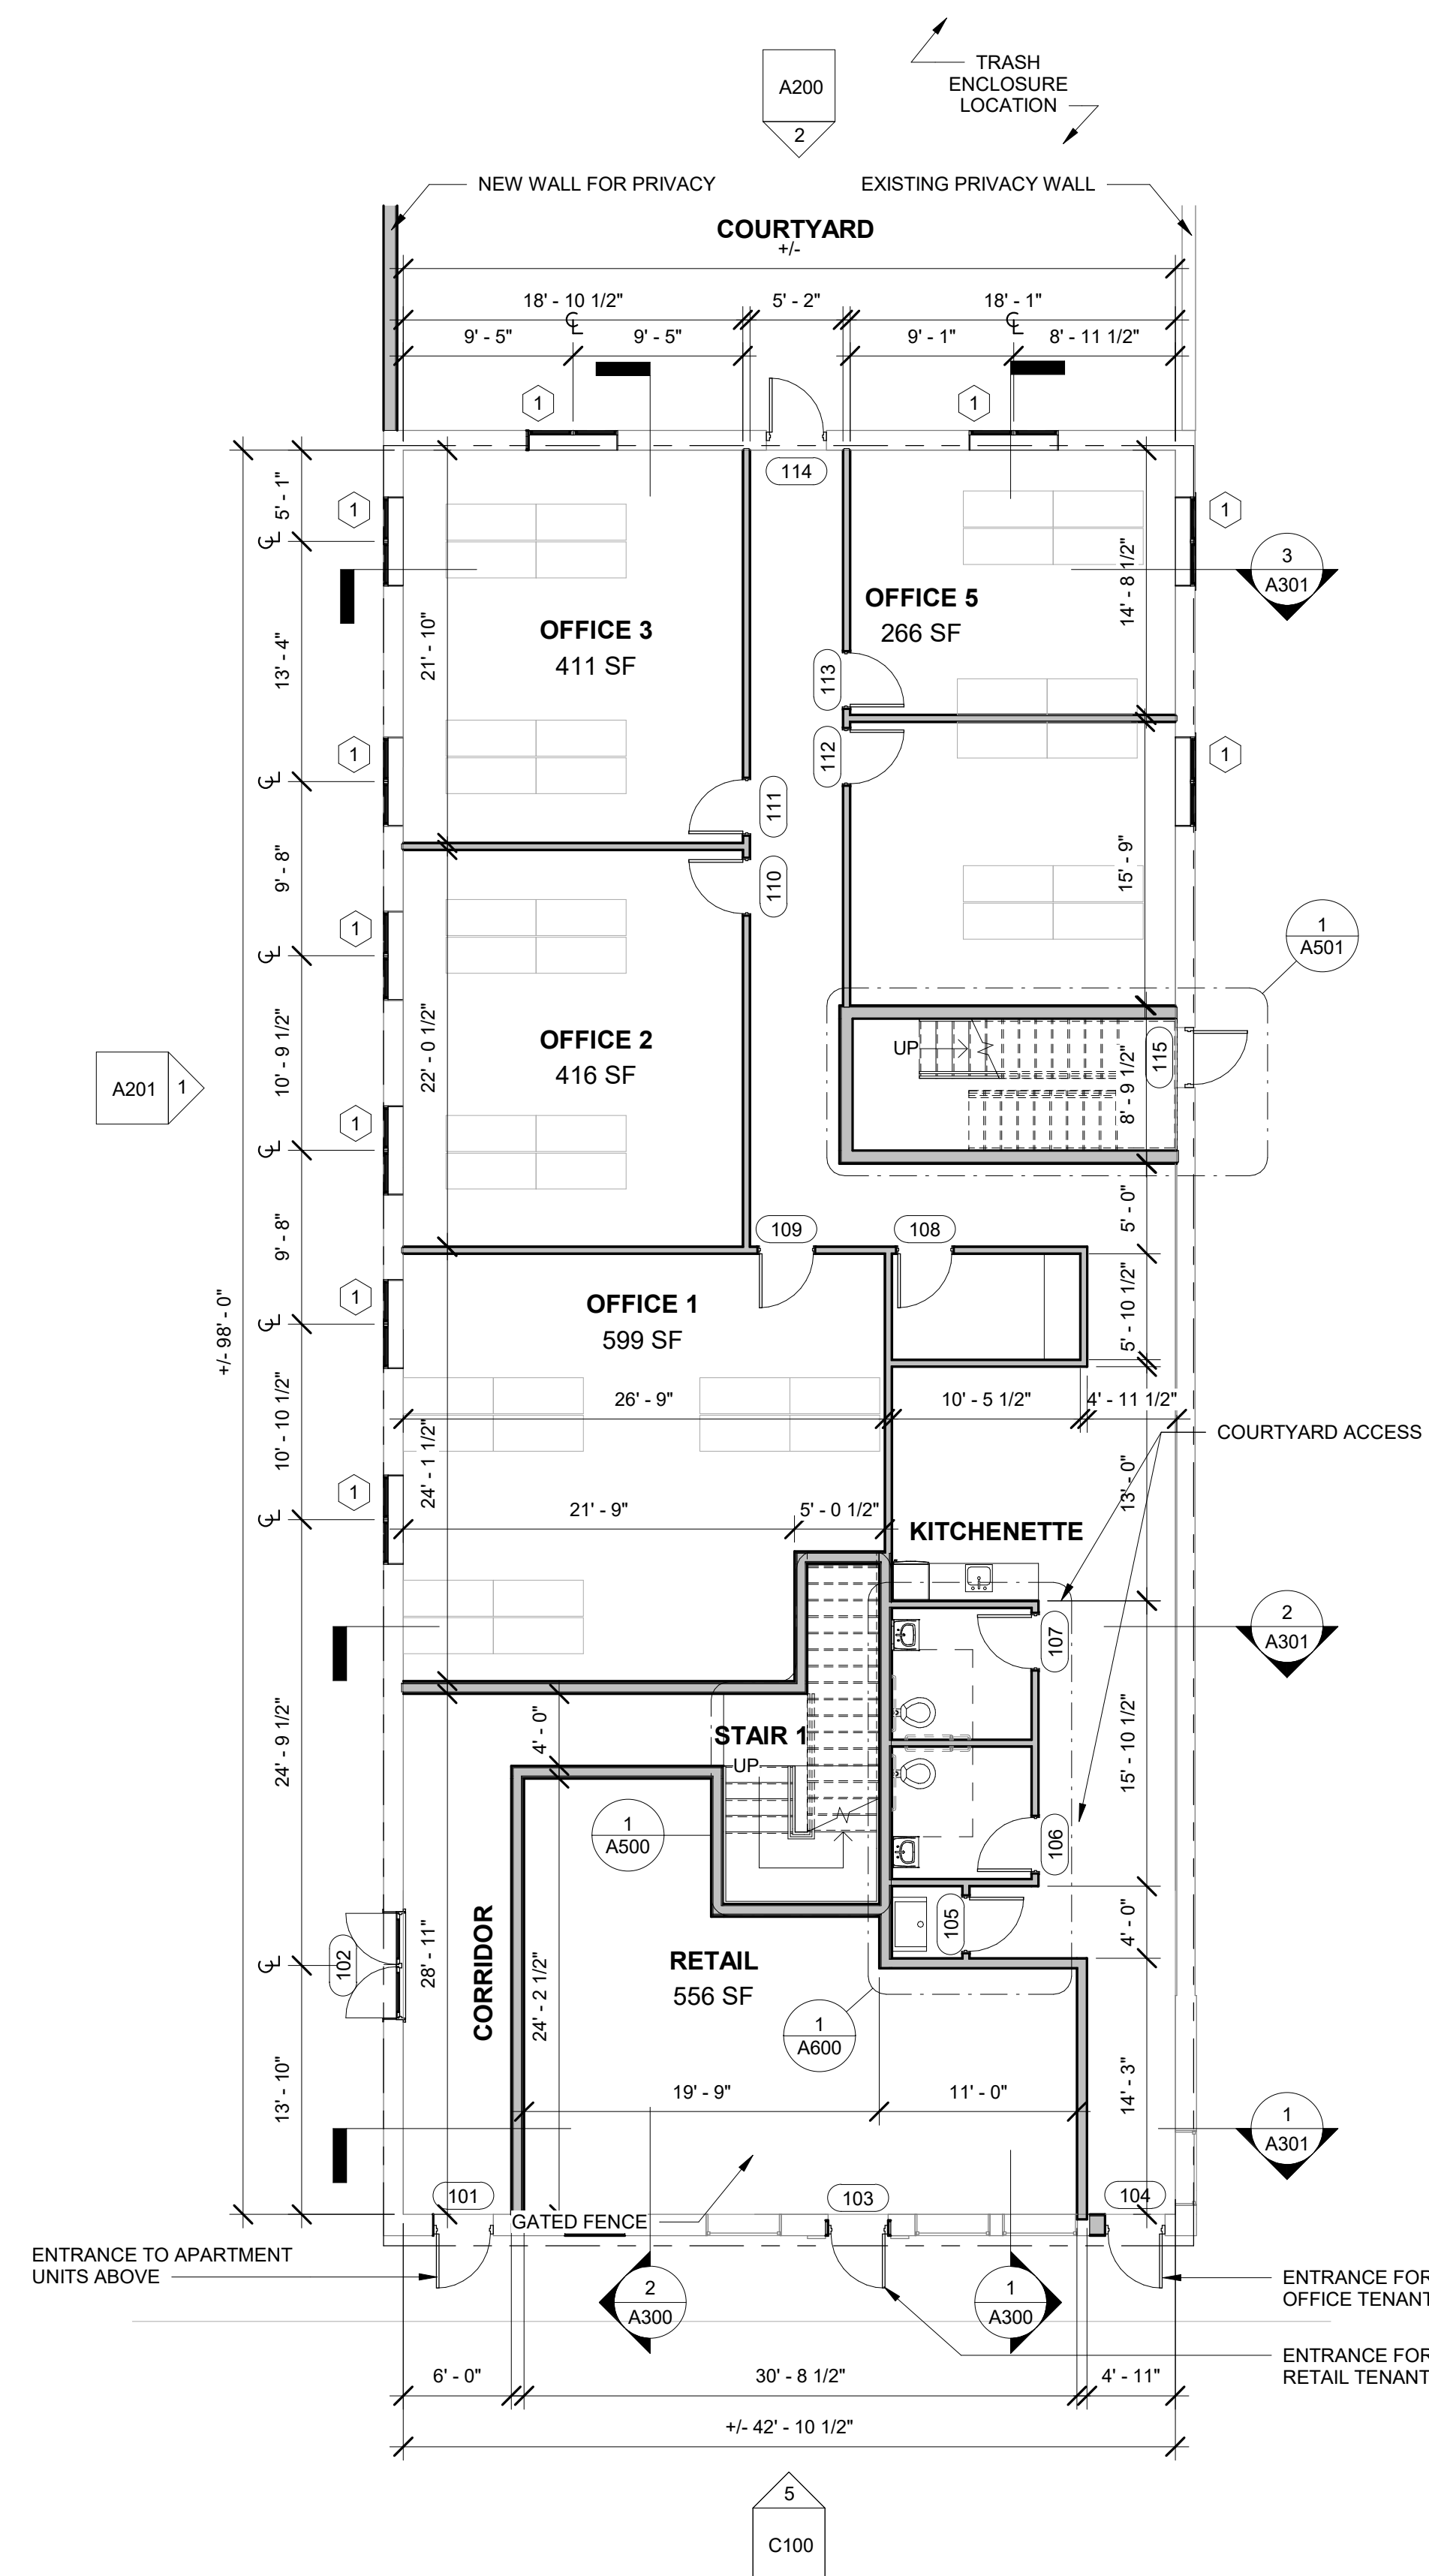 TRASH
ENCLOSURE
LOCATION
A200
2
NEW WALL FOR PRIVACY
EXISTING PRIVACY WALL
COURTYARD
+/-
18' - 10 1/2"
5' - 2"
18' - 1"
9' - 5"
9' - 5"
9' - 1"
8' - 11 1/2"
1
1
114
5' - 1"
1
1
3
A301
14' - 8 1/2"
OFFICE 5
266 SF
OFFICE 3
411 SF
21' - 10"
13' - 4"
113
112
1
1
111
110
9' - 8"
15' - 9"
1
1
A501
OFFICE 2
416 SF
22' - 0 1/2"
10' - 9 1/2"
UP
115
8' - 9 1/2"
A201
1
1
9' - 8"
109
108
5' - 0"
+/- 98' - 0"
1
OFFICE 1
599 SF
5' - 10 1/2"
26' - 9"
10' - 5 1/2"
4' - 11 1/2"
COURTYARD ACCESS
10' - 10 1/2"
24' - 1 1/2"
13' - 0"
1
21' - 9"
5' - 0 1/2"
KITCHENETTE
2
A301
107
24' - 9 1/2"
4' - 0"
STAIR 1
UP
15' - 10 1/2"
1
A500
106
105
4' - 0"
102
28' - 11"
CORRIDOR
24' - 2 1/2"
RETAIL
556 SF
1
A600
13' - 10"
19' - 9"
11' - 0"
14' - 3"
1
A301
101
103
104
GATED FENCE
ENTRANCE TO APARTMENT
UNITS ABOVE
2
A300
1
A300
ENTRANCE FOR
OFFICE TENANT
ENTRANCE FOR
RETAIL TENANT
6' - 0"
30' - 8 1/2"
4' - 11"
+/- 42' - 10 1/2"
5
C100